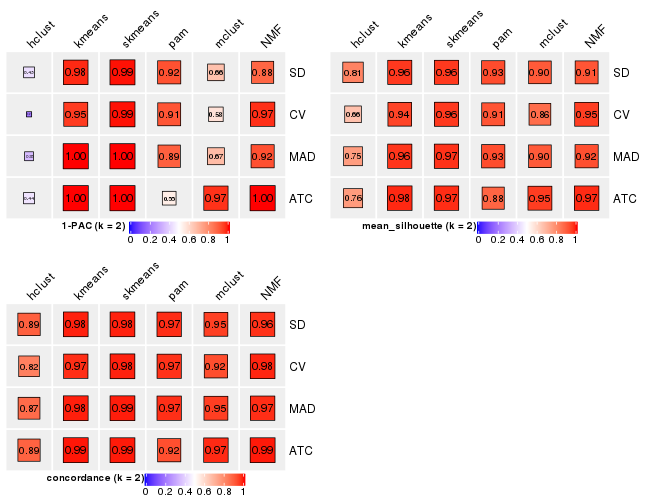 hclust kmeans skmeans pam mclust NMF
0.98 0.99 0.92 0.66 0.88 SD
0.95 0.99 0.91 0.58 0.97 CV
1.00 1.00 0.89 0.67 0.92 MAD
0.44 1.00 1.00 0.55 0.97 1.00 ATC
1-PAC (k = 2)
0 0.2 0.4 0.6 0.8 1
hclust kmeans skmeans pam mclust NMF
0.81 0.96 0.96 0.93 0.90 0.91 SD
0.66 0.94 0.96 0.91 0.86 0.95 CV
0.75 0.96 0.97 0.93 0.90 0.92 MAD
0.76 0.98 0.97 0.88 0.95 0.97 ATC
mean_silhouette (k = 2)
0 0.2 0.4 0.6 0.8 1
hclust kmeans skmeans pam mclust NMF
0.89 0.98 0.98 0.97 0.95 0.96 SD
0.82 0.97 0.98 0.97 0.92 0.98 CV
0.87 0.98 0.99 0.97 0.95 0.97 MAD
0.89 0.99 0.99 0.92 0.97 0.99 ATC
concordance (k = 2)
0 0.2 0.4 0.6 0.8 1